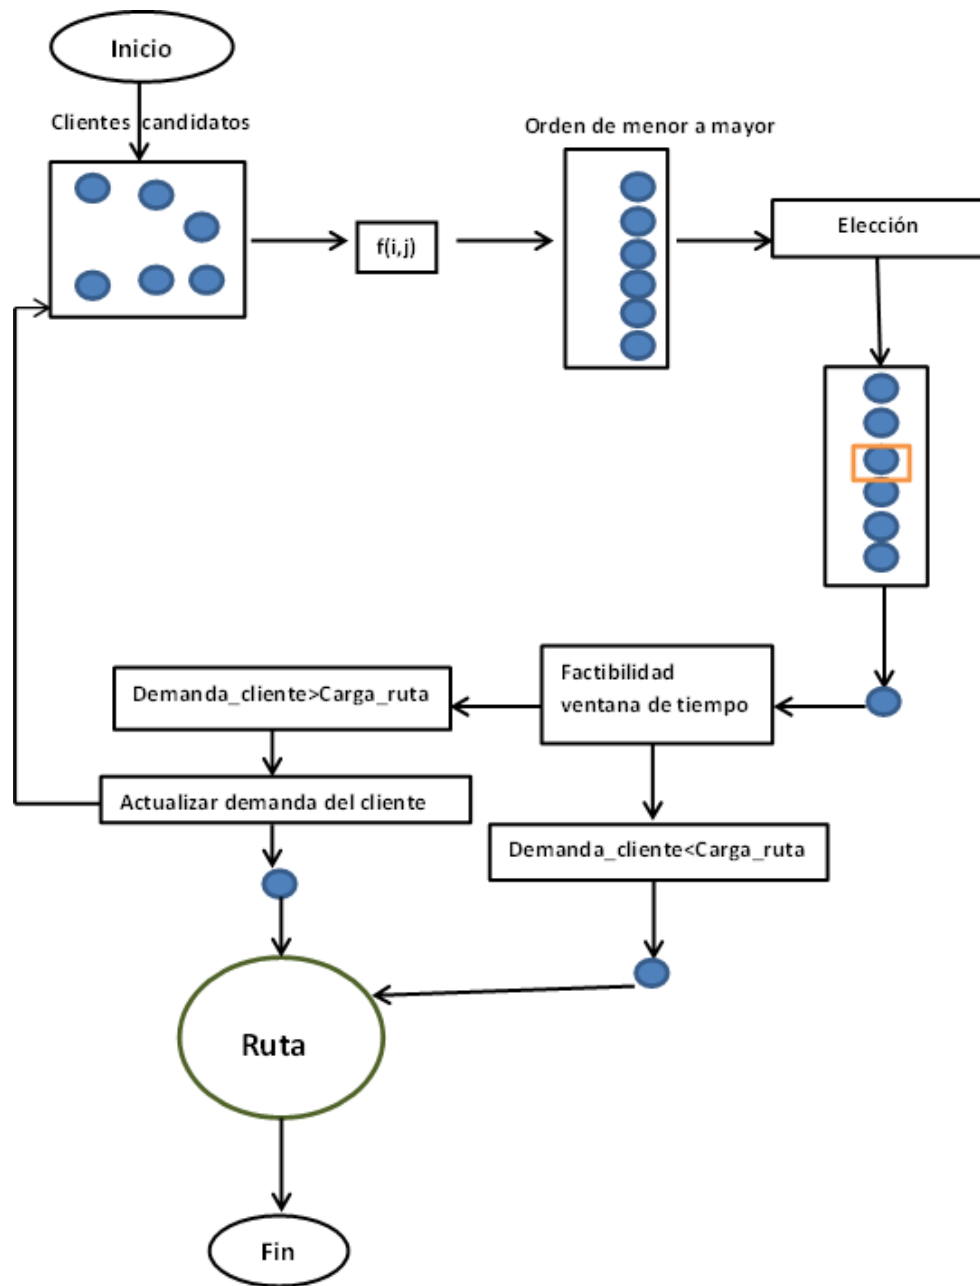 Inicio
Clientes candidatos
Orden de menor a mayor
f(i,j)
Elección
Factibilidad
ventana de tiempo
Demanda_cliente>Carga_ruta
Actualizar demanda del cliente
Demanda_cliente<Carga_ruta
Ruta
Fin